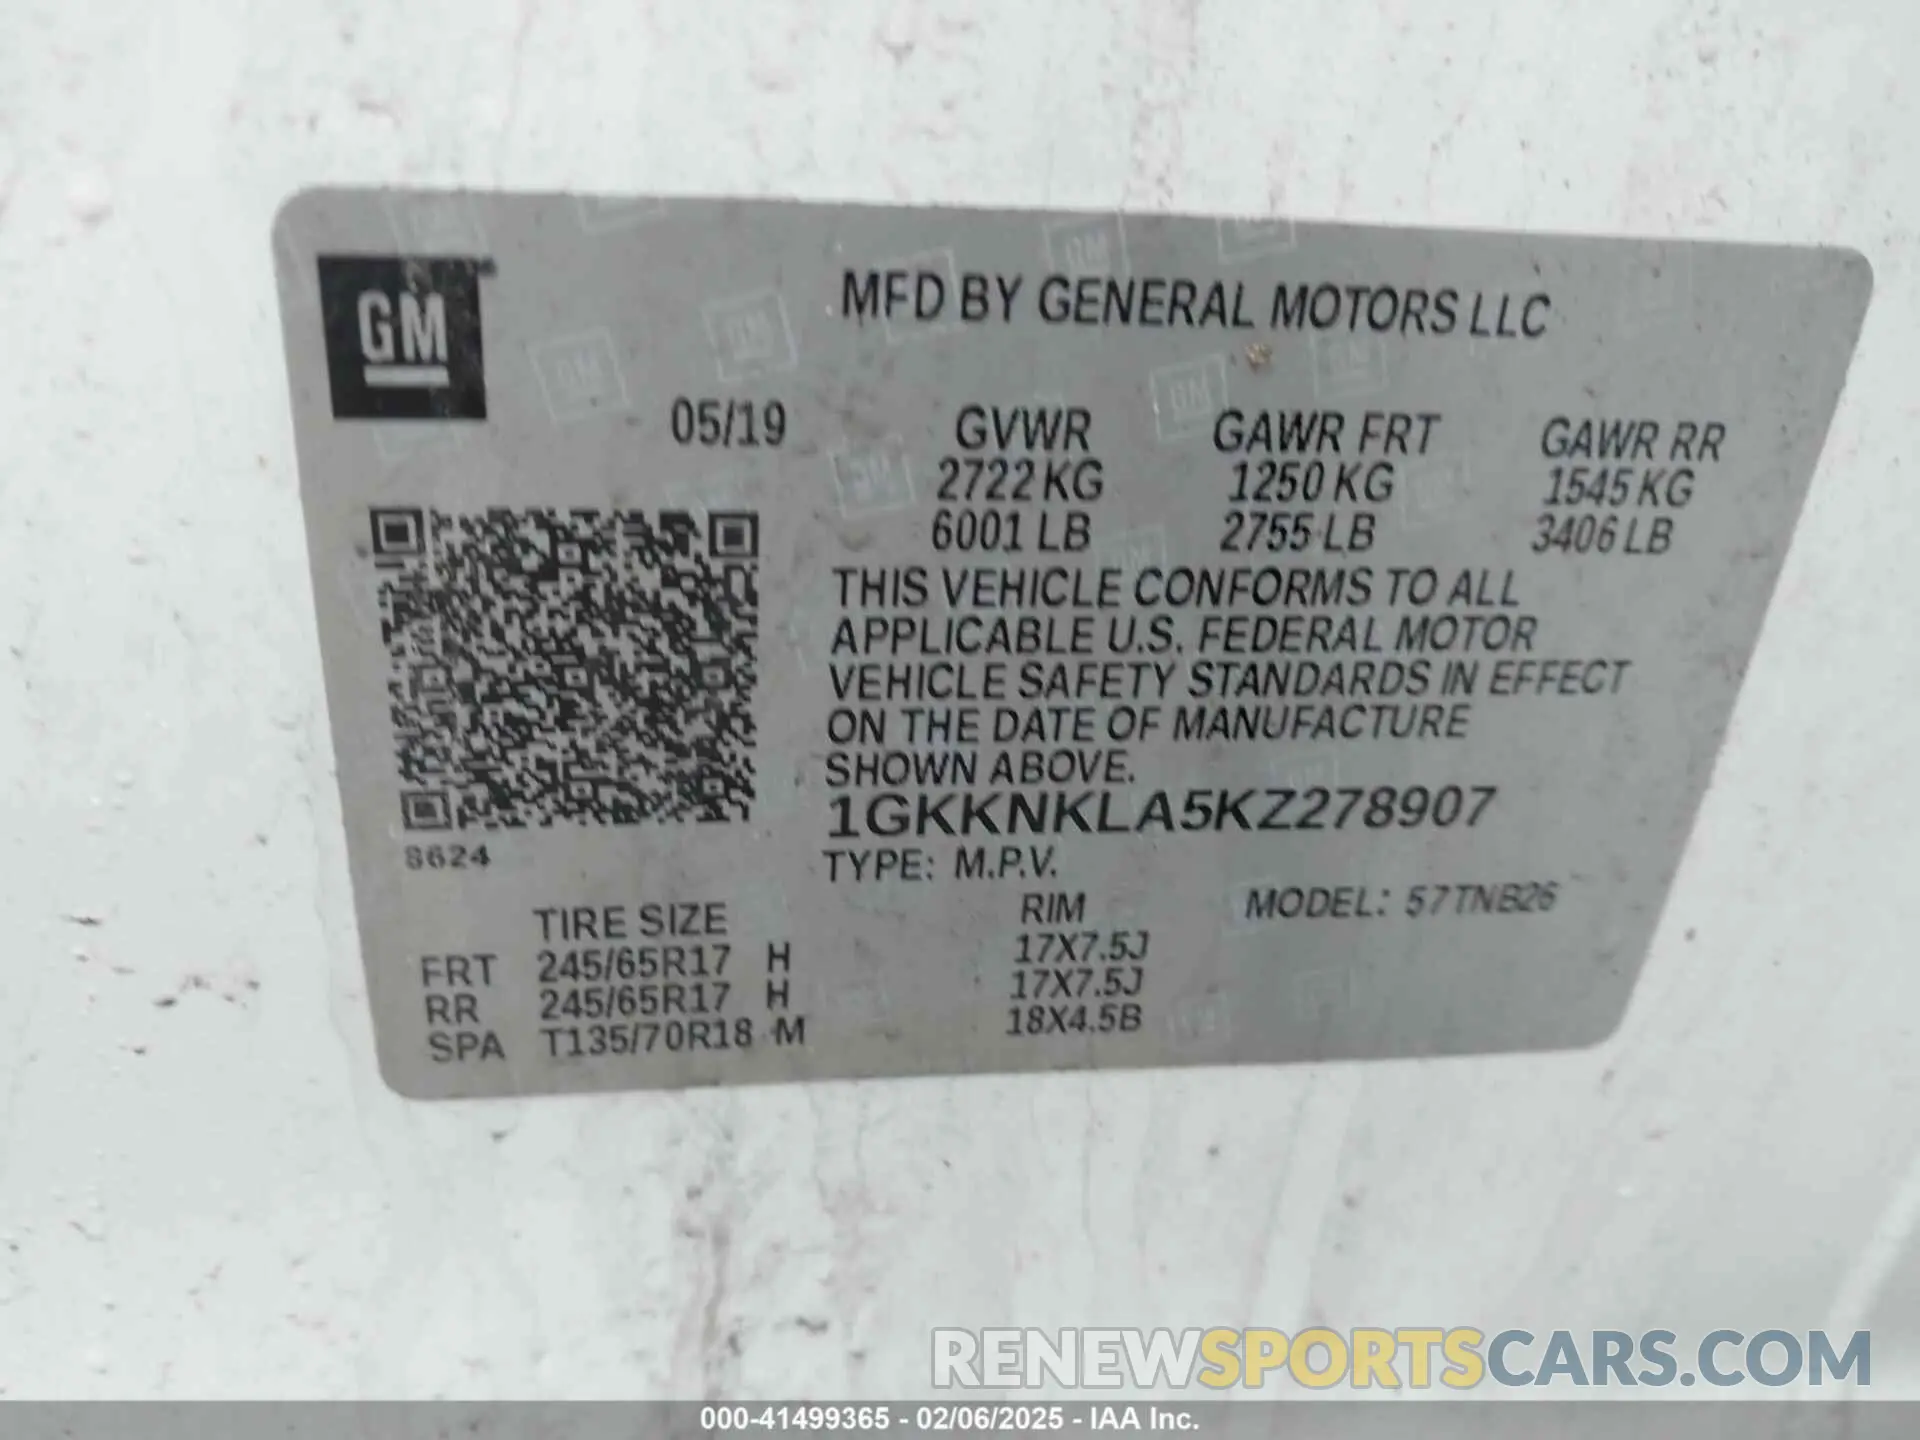 GM
MFD BY GENERAL MOTORS LLC
05/19 GVWR GAWR FRT GAWR RR
2722 KG 1250 KG 1545 KG
6001 LB 2755 LB 3406 LB
THIS VEHICLE CONFORMS TO ALL
APPLICABLE U.S. FEDERAL MOTOR
VEHICLE SAFETY STANDARDS IN EFFECT
ON THE DATE OF MANUFACTURE
SHOWN ABOVE.
1GKKNKLA5KZ278907
8624
TYPE: M.P.V.
MODEL: 57TNB26
TIRE SIZE RIM
FRT 245/65R17 H 17X7.5J
RR 245/65R17 H 17X7.5J
SPA T135/70R18 M 18X4.5B
RENEWSPORTSCARS.COM
000-41499365 - 02/06/2025 - IAA Inc.